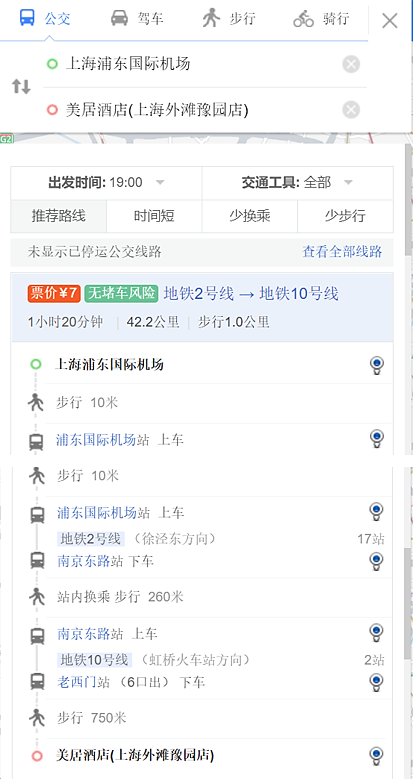 公交 驾车 步行 骑行
上海浦东国际机场
美居酒店(上海外滩豫园店)
G2
出发时间: 19:00 交通工具: 全部
推荐路线 时间短 少换乘 少步行
未显示已停运公交线路 查看全部线路
票价¥7 无堵车风险 地铁2号线 → 地铁10号线
1小时20分钟 | 42.2公里 | 步行1.0公里
上海浦东国际机场
步行 10米
浦东国际机场站 上车
步行 10米
浦东国际机场站 上车
地铁2号线 （徐泾东方向） 17站
南京东路站 下车
站内换乘 步行 260米
南京东路站 上车
地铁10号线 （虹桥火车站方向） 2站
老西门站 （6口出） 下车
步行 750米
美居酒店(上海外滩豫园店)